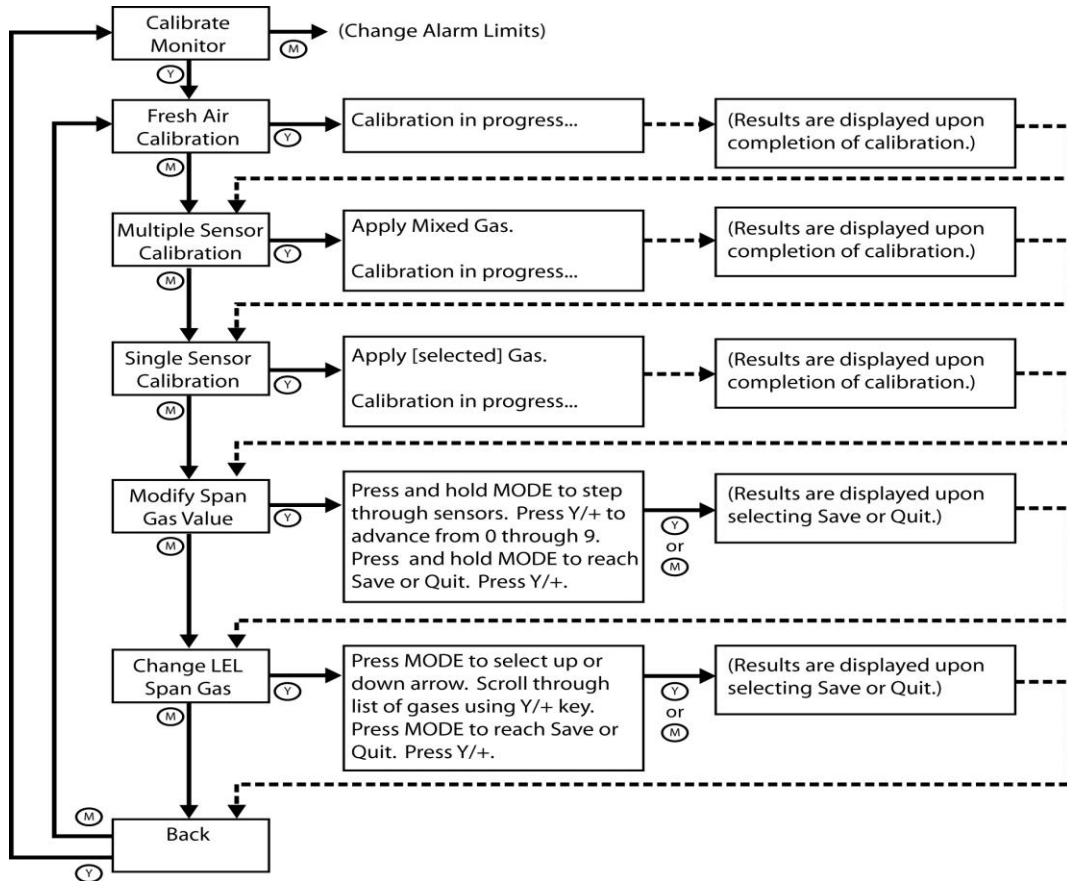 Calibrate
Monitor
M
(Change Alarm Limits)
Y
Fresh Air
Calibration
Y
Calibration in progress...
(Results are displayed upon
completion of calibration.)
M
Multiple Sensor
Calibration
Y
Apply Mixed Gas.
Calibration in progress...
(Results are displayed upon
completion of calibration.)
M
Single Sensor
Calibration
Y
Apply [selected] Gas.
Calibration in progress...
(Results are displayed upon
completion of calibration.)
M
Modify Span
Gas Value
Y
Press and hold MODE to step
through sensors. Press Y/+ to
advance from 0 through 9.
Press and hold MODE to reach
Save or Quit. Press Y/+.
Y
or
M
(Results are displayed upon
selecting Save or Quit.)
M
Change LEL
Span Gas
Y
Press MODE to select up or
down arrow. Scroll through
list of gases using Y/+ key.
Press MODE to reach Save or
Quit. Press Y/+.
Y
or
M
(Results are displayed upon
selecting Save or Quit.)
M
Back
M
Y